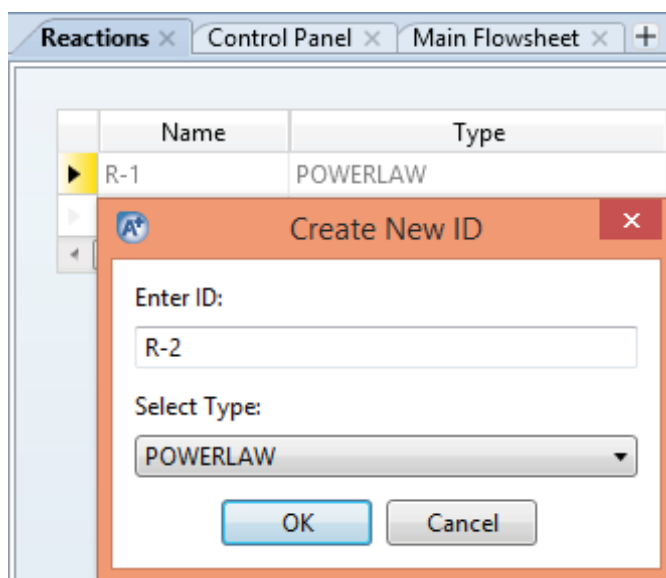 Reactions Control Panel Main Flowsheet
Name Type
R-1 POWERLAW
Create New ID
Enter ID:
R-2
Select Type:
POWERLAW
OK Cancel